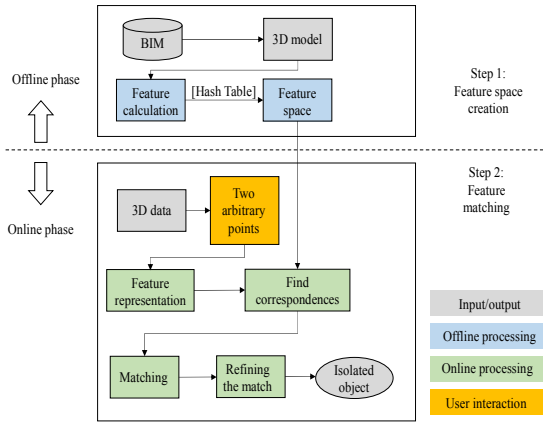 BIM
3D model
Offline phase
Feature
calculation
[Hash Table]
Feature
space
Step 1:
Feature space
creation
Online phase
Step 2:
Feature
matching
3D data
Two
arbitrary
points
Feature
representation
Find
correspondences
Matching
Refining
the match
Isolated
object
Input/output
Offline processing
Online processing
User interaction